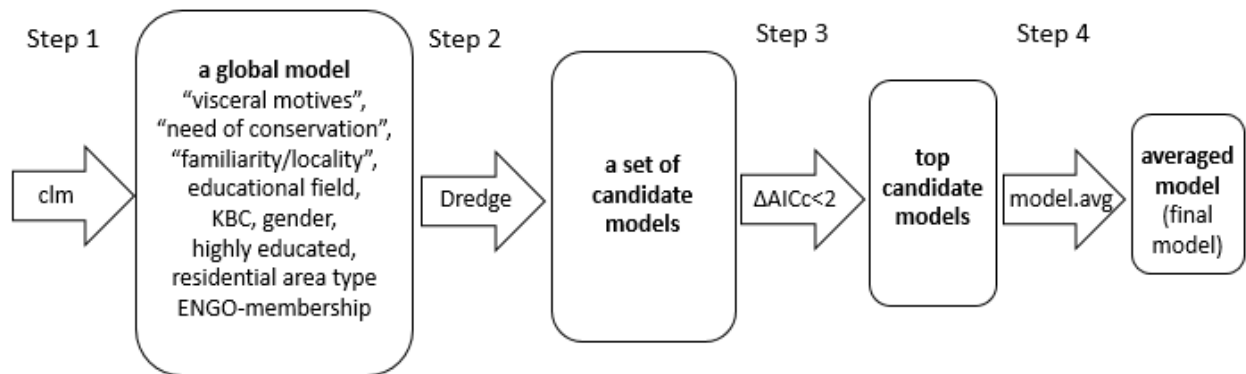 Step 1
clm
a global model
“visceral motives”,
“need of conservation”,
“familiarity/locality”,
educational field,
KBC, gender,
highly educated,
residential area type
ENGO-membership
Step 2
Dredge
a set of
candidate
models
Step 3
ΔAICc<2
top
candidate
models
Step 4
model.avg
averaged
model
(final
model)